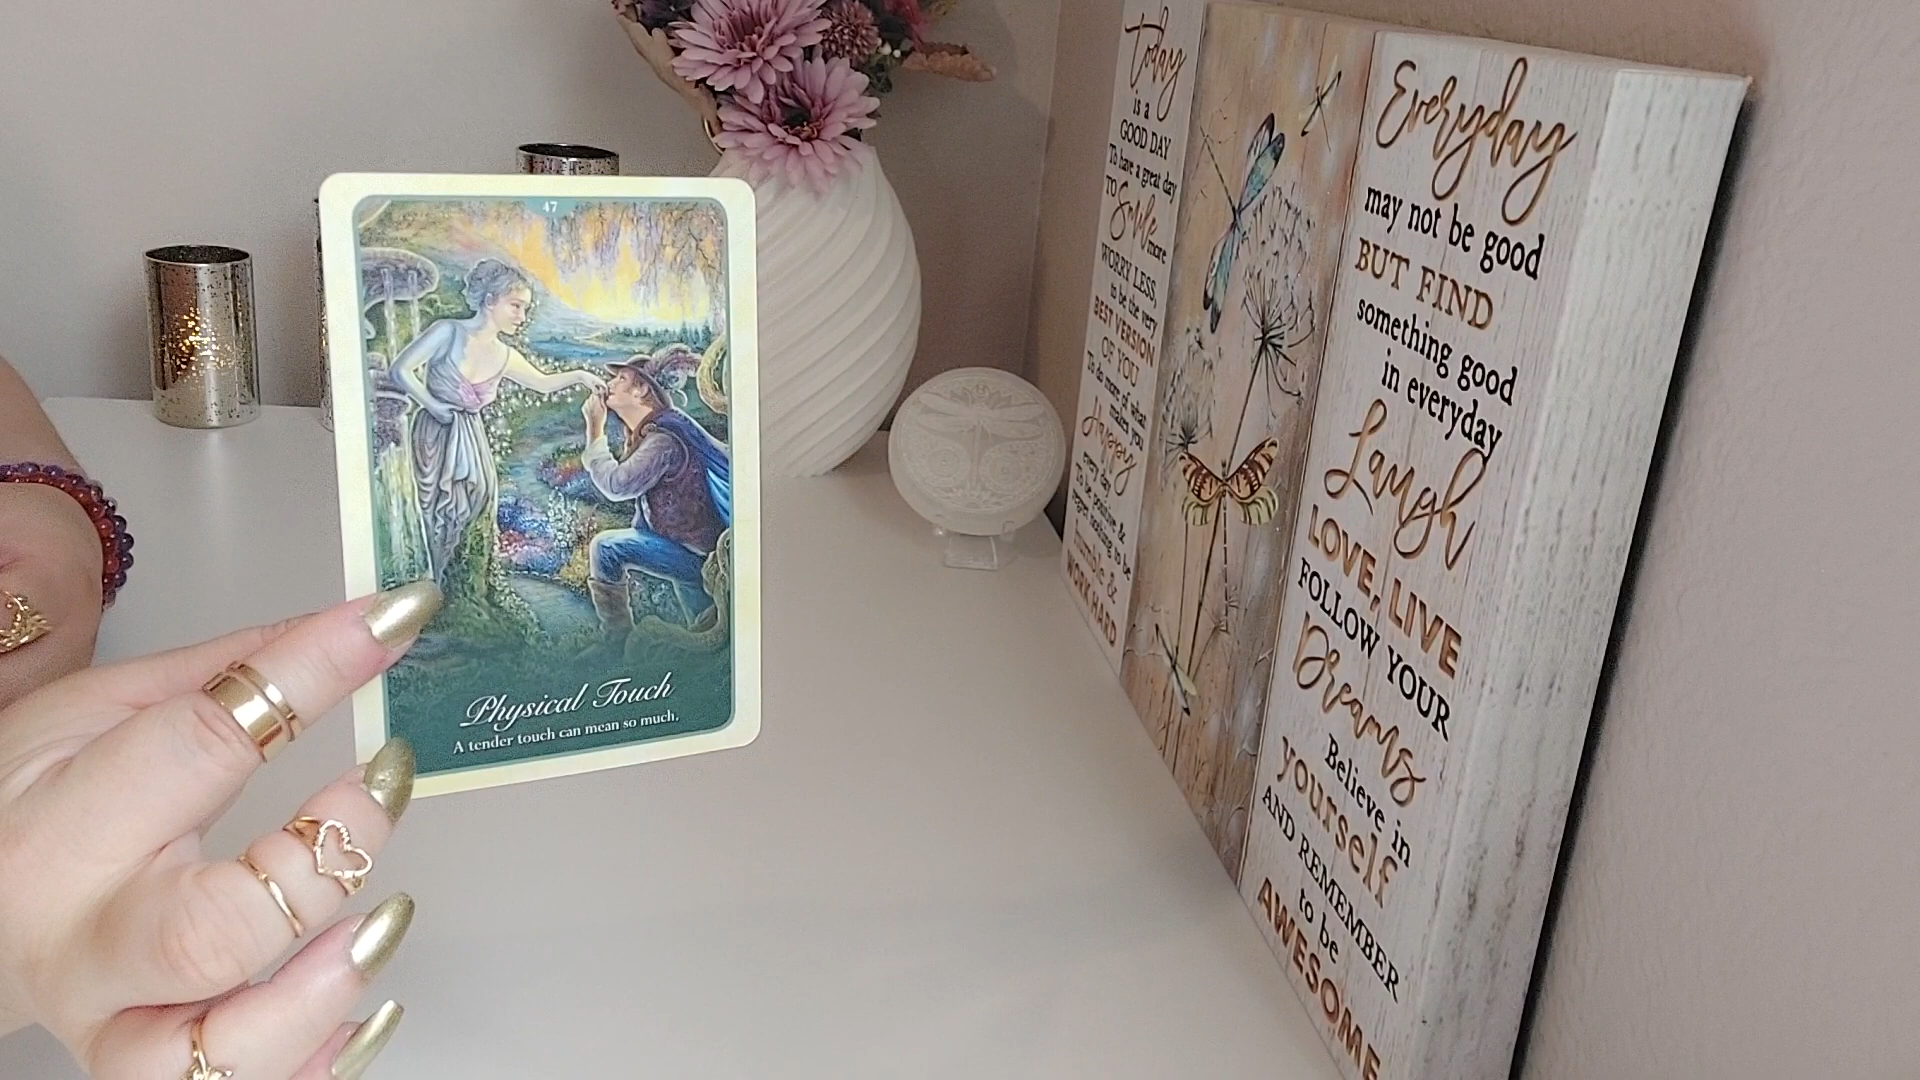 47
Physical Touch
A tender touch can mean so much.
today
is a
GOOD DAY
To have a great day
TO Smile more
WORRY LESS,
to be the very
BEST VERSION
OF YOU
To do more of what
makes you
Happy
every day
To be positive &
regret
to be
humble &
WORK HARD
Everyday
may not be good
BUT FIND
something good
in everyday
Laugh
LOVE, LIVE
FOLLOW YOUR
Dreams
Believe in
yourself
AND REMEMBER
to be
AWESOME